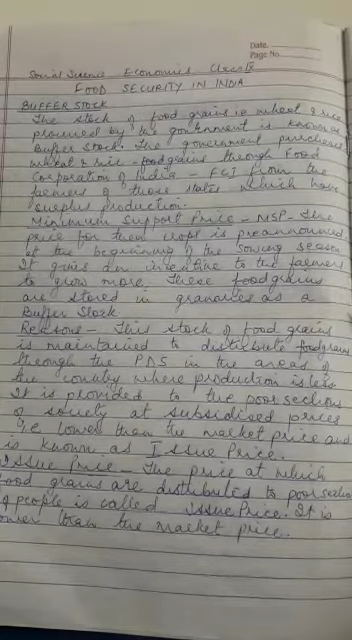 Date.
Page No.
Social Science Economics Class IX
FOOD SECURITY IN INDIA
BUFFER STOCK
The stock of food grains ie wheat & rice
procured by the government is known as
Buffer Stock. The government purchases
wheat & rice - foodgrains through Food
Corporation of India - FCI from the
farmers of those states which have
surplus production.
Minimum Support Price - MSP - The
price for their crops is preannounced
at the beginning of the sowing season
It gives an incentive to the farmers
to grow more. These foodgrains
are stored in granaries as a
Buffer Stock
Reasons - This stock of food grains
is maintained to distribute foodgrains
through the PDS in the areas of
the country where production is less
It is provided to the poor sections
of society at subsidised prices
i.e lower than the market price and
is known as Issue Price.
Issue Price - The price at which
food grains are distributed to poor section
of people is called Issue Price. It is
lower than the market price.